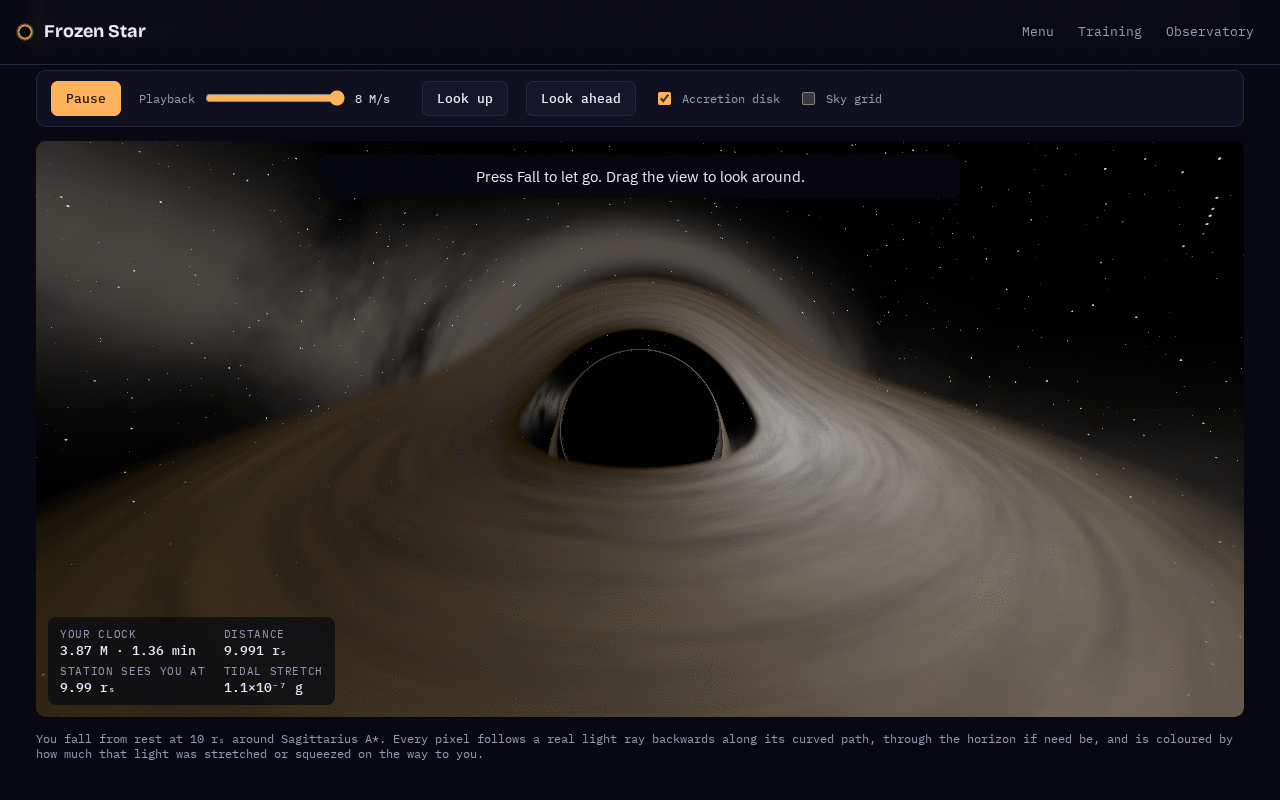 Frozen Star
Menu Training Observatory
Pause Playback 8 M/s Look up Look ahead Accretion disk Sky grid
Press Fall to let go. Drag the view to look around.
YOUR CLOCK DISTANCE
3.87 M · 1.36 min 9.991 rₛ
STATION SEES YOU AT TIDAL STRETCH
9.99 rₛ 1.1×10⁻⁷ g
You fall from rest at 10 rₛ around Sagittarius A★. Every pixel follows a real light ray backwards along its curved path, through the horizon if need be, and is coloured by
how much that light was stretched or squeezed on the way to you.